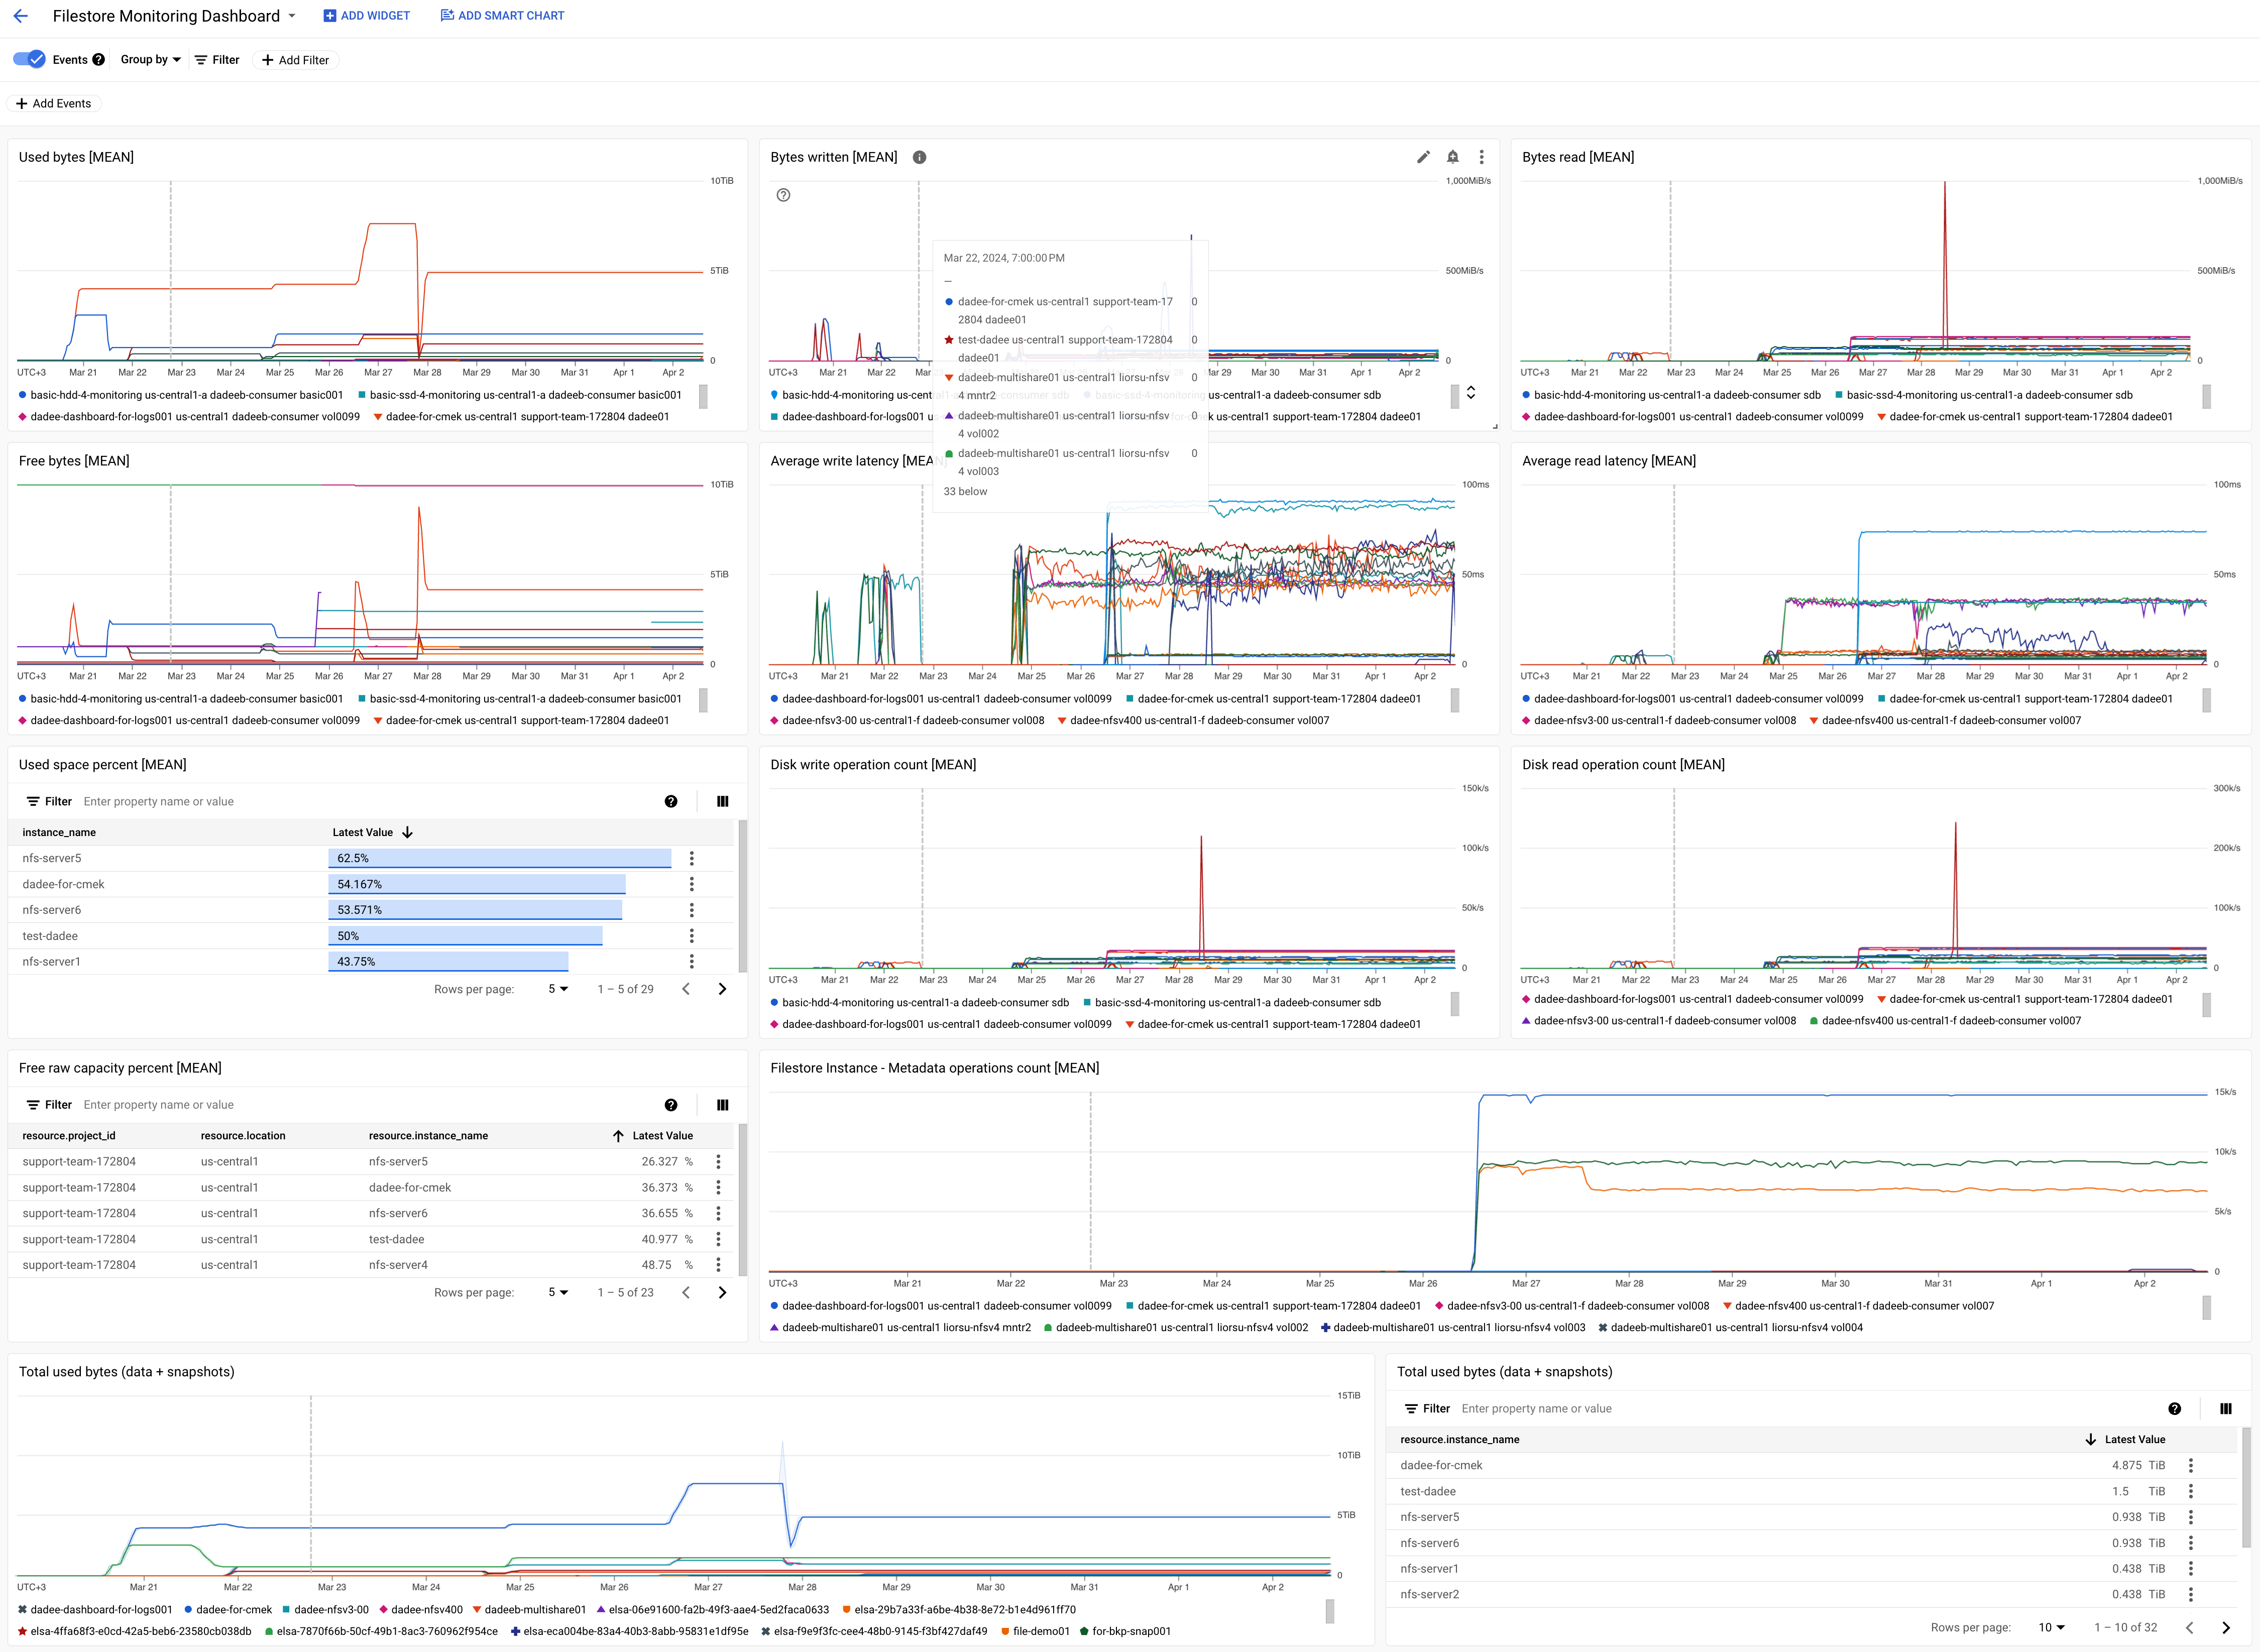 Filestore Monitoring Dashboard
ADD WIDGET
ADD SMART CHART
Events
Group by
Filter
Add Filter
Add Events
Used bytes [MEAN]
10TiB
5TiB
0
UTC+3 Mar 21 Mar 22 Mar 23 Mar 24 Mar 25 Mar 26 Mar 27 Mar 28 Mar 29 Mar 30 Mar 31 Apr 1 Apr 2
basic-hdd-4-monitoring us-central1-a dadeeb-consumer basic001 basic-ssd-4-monitoring us-central1-a dadeeb-consumer basic001
dadee-dashboard-for-logs001 us-central1 dadeeb-consumer vol0099 dadee-for-cmek us-central1 support-team-172804 dadee01
Bytes written [MEAN]
1,000MiB/s
500MiB/s
0
UTC+3 Mar 21 Mar 22 Mar 29 Mar 30 Mar 31 Apr 1 Apr 2
basic-hdd-4-monitoring us-central1-a dadeeb-consumer sdb basic-ssd-4-monitoring us-central1-a dadeeb-consumer sdb
dadee-dashboard-for-logs001 us-central1 support-team-172804 dadee01
Mar 22, 2024, 7:00:00 PM
—
dadee-for-cmek us-central1 support-team-17 0
2804 dadee01
test-dadee us-central1 support-team-172804 0
dadee01
dadeeb-multishare01 us-central1 liorsu-nfsv 0
4 mntr2
dadeeb-multishare01 us-central1 liorsu-nfsv 0
4 vol002
dadeeb-multishare01 us-central1 liorsu-nfsv 0
4 vol003
33 below
Bytes read [MEAN]
1,000MiB/s
500MiB/s
0
UTC+3 Mar 21 Mar 22 Mar 23 Mar 24 Mar 25 Mar 26 Mar 27 Mar 28 Mar 29 Mar 30 Mar 31 Apr 1 Apr 2
basic-hdd-4-monitoring us-central1-a dadeeb-consumer sdb basic-ssd-4-monitoring us-central1-a dadeeb-consumer sdb
dadee-dashboard-for-logs001 us-central1 dadeeb-consumer vol0099 dadee-for-cmek us-central1 support-team-172804 dadee01
Free bytes [MEAN]
10TiB
5TiB
0
UTC+3 Mar 21 Mar 22 Mar 23 Mar 24 Mar 25 Mar 26 Mar 27 Mar 28 Mar 29 Mar 30 Mar 31 Apr 1 Apr 2
basic-hdd-4-monitoring us-central1-a dadeeb-consumer basic001 basic-ssd-4-monitoring us-central1-a dadeeb-consumer basic001
dadee-dashboard-for-logs001 us-central1 dadeeb-consumer vol0099 dadee-for-cmek us-central1 support-team-172804 dadee01
Average write latency [MEAN
100ms
50ms
0
UTC+3 Mar 21 Mar 22 Mar 23 Mar 24 Mar 25 Mar 26 Mar 27 Mar 28 Mar 29 Mar 30 Mar 31 Apr 1 Apr 2
dadee-dashboard-for-logs001 us-central1 dadeeb-consumer vol0099 dadee-for-cmek us-central1 support-team-172804 dadee01
dadee-nfsv3-00 us-central1-f dadeeb-consumer vol008 dadee-nfsv400 us-central1-f dadeeb-consumer vol007
Average read latency [MEAN]
100ms
50ms
0
UTC+3 Mar 21 Mar 22 Mar 23 Mar 24 Mar 25 Mar 26 Mar 27 Mar 28 Mar 29 Mar 30 Mar 31 Apr 1 Apr 2
dadee-dashboard-for-logs001 us-central1 dadeeb-consumer vol0099 dadee-for-cmek us-central1 support-team-172804 dadee01
dadee-nfsv3-00 us-central1-f dadeeb-consumer vol008 dadee-nfsv400 us-central1-f dadeeb-consumer vol007
Used space percent [MEAN]
Filter Enter property name or value
instance_name Latest Value
nfs-server5 62.5%
dadee-for-cmek 54.167%
nfs-server6 53.571%
test-dadee 50%
nfs-server1 43.75%
Rows per page: 5 1 – 5 of 29
Disk write operation count [MEAN]
150k/s
100k/s
50k/s
0
UTC+3 Mar 21 Mar 22 Mar 23 Mar 24 Mar 25 Mar 26 Mar 27 Mar 28 Mar 29 Mar 30 Mar 31 Apr 1 Apr 2
basic-hdd-4-monitoring us-central1-a dadeeb-consumer sdb basic-ssd-4-monitoring us-central1-a dadeeb-consumer sdb
dadee-dashboard-for-logs001 us-central1 dadeeb-consumer vol0099 dadee-for-cmek us-central1 support-team-172804 dadee01
Disk read operation count [MEAN]
300k/s
200k/s
100k/s
0
UTC+3 Mar 21 Mar 22 Mar 23 Mar 24 Mar 25 Mar 26 Mar 27 Mar 28 Mar 29 Mar 30 Mar 31 Apr 1 Apr 2
dadee-dashboard-for-logs001 us-central1 dadeeb-consumer vol0099 dadee-for-cmek us-central1 support-team-172804 dadee01
dadee-nfsv3-00 us-central1-f dadeeb-consumer vol008 dadee-nfsv400 us-central1-f dadeeb-consumer vol007
Free raw capacity percent [MEAN]
Filter Enter property name or value
resource.project_id resource.location resource.instance_name Latest Value
support-team-172804 us-central1 nfs-server5 26.327 %
support-team-172804 us-central1 dadee-for-cmek 36.373 %
support-team-172804 us-central1 nfs-server6 36.655 %
support-team-172804 us-central1 test-dadee 40.977 %
support-team-172804 us-central1 nfs-server4 48.75 %
Rows per page: 5 1 – 5 of 23
Filestore Instance - Metadata operations count [MEAN]
15k/s
10k/s
5k/s
0
UTC+3 Mar 21 Mar 22 Mar 23 Mar 24 Mar 25 Mar 26 Mar 27 Mar 28 Mar 29 Mar 30 Mar 31 Apr 1 Apr 2
dadee-dashboard-for-logs001 us-central1 dadeeb-consumer vol0099 dadee-for-cmek us-central1 support-team-172804 dadee01 dadee-nfsv3-00 us-central1-f dadeeb-consumer vol008 dadee-nfsv400 us-central1-f dadeeb-consumer vol007
dadeeb-multishare01 us-central1 liorsu-nfsv4 mntr2 dadeeb-multishare01 us-central1 liorsu-nfsv4 vol002 dadeeb-multishare01 us-central1 liorsu-nfsv4 vol003 dadeeb-multishare01 us-central1 liorsu-nfsv4 vol004
Total used bytes (data + snapshots)
15TiB
10TiB
5TiB
0
UTC+3 Mar 21 Mar 22 Mar 23 Mar 24 Mar 25 Mar 26 Mar 27 Mar 28 Mar 29 Mar 30 Mar 31 Apr 1 Apr 2
dadee-dashboard-for-logs001 dadee-for-cmek dadee-nfsv3-00 dadee-nfsv400 dadeeb-multishare01 elsa-06e91600-fa2b-49f3-aae4-5ed2faca0633 elsa-29b7a33f-a6be-4b38-8e72-b1e4d961ff70
elsa-4ffa68f3-e0cd-42a5-beb6-23580cb038db elsa-7870f66b-50cf-49b1-8ac3-760962f954ce elsa-eca004be-83a4-40b3-8abb-95831e1df95e elsa-f9e9f3fc-cee4-48b0-9145-f3bf427daf49 file-demo01 for-bkp-snap001
Total used bytes (data + snapshots)
Filter Enter property name or value
resource.instance_name Latest Value
dadee-for-cmek 4.875 TiB
test-dadee 1.5 TiB
nfs-server5 0.938 TiB
nfs-server6 0.938 TiB
nfs-server1 0.438 TiB
nfs-server2 0.438 TiB
Rows per page: 10 1 – 10 of 32